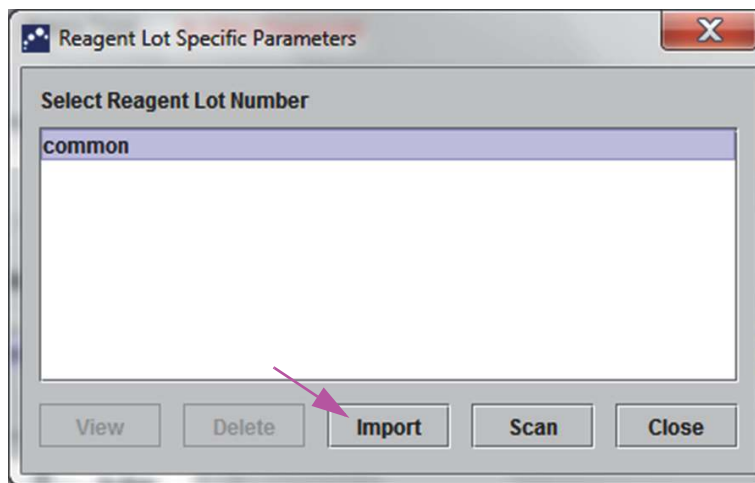 Reagent Lot Specific Parameters
Select Reagent Lot Number
common
View Delete Import Scan Close